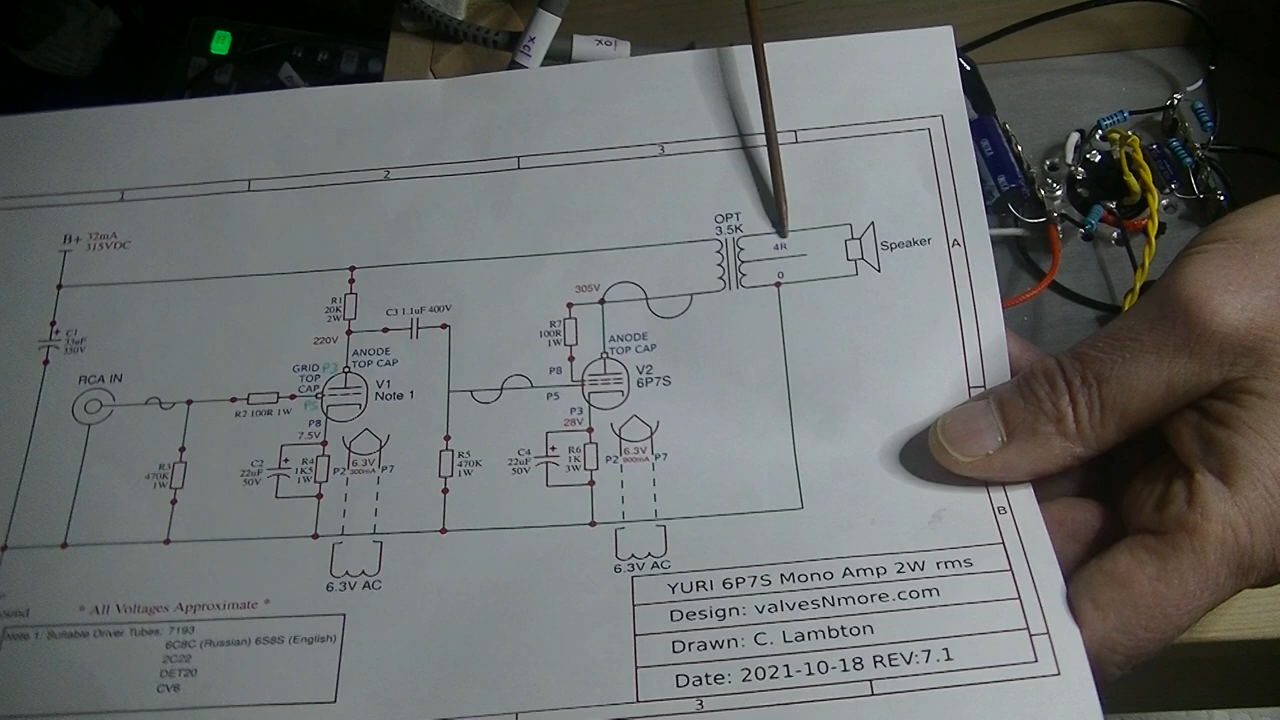 1
2
3
B+ 32mA
315VDC
OPT
3.5K
4R
0
Speaker
A
C1
33uF
350V
R1
20K
2W
C3 1.1uF 400V
220V
305V
R7
100R
1W
ANODE
TOP CAP
ANODE
TOP CAP
GRID P3
TOP
CAP
P5
V1
Note 1
V2
6P7S
RCA IN
R2 100R 1W
P8
P5
P8
7.5V
P3
28V
R3
470K
1W
C2
22uF
50V
R4
1K5
1W
P2
6.3V
300mA
P7
R5
470K
1W
C4
22uF
50V
R6
1K
3W
P2
6.3V
900mA
P7
B
6.3V AC
6.3V AC
* All Voltages Approximate *
Note 1: Suitable Driver Tubes: 7193
6C8C (Russian) 6S8S (English)
2C22
DET20
CV6
YURI 6P7S Mono Amp 2W rms
Design: valvesNmore.com
Drawn: C. Lambton
Date: 2021-10-18 REV:7.1
3